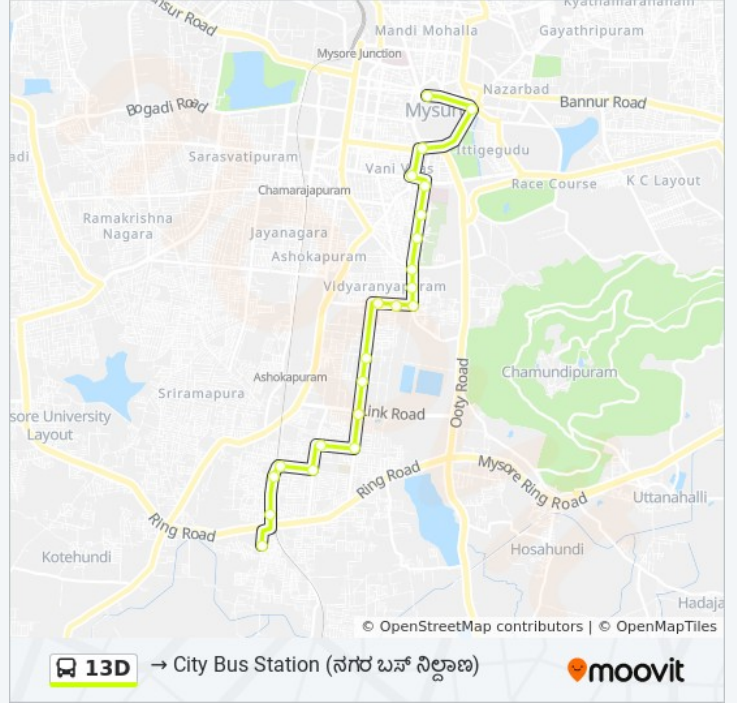 Kyathamaranahalli
nsur Road
Mandi Mohalla
Gayathripuram
Mysore Junction
Nazarbad
Bogadi Road
Bannur Road
Mysuru
adi
Sarasvatipuram
Ittigegudu
Vani Vilas
Chamarajapuram
Race Course
K C Layout
Ramakrishna
Nagara
Jayanagara
Ashokapuram
Vidyaranyapuram
Chamundipuram
Ashokapuram
Sriramapura
Ooty Road
sore University
Layout
Link Road
Ring Road
Mysore Ring Road
Uttanahalli
Ring Road
Kotehundi
Hosahundi
Hadaja
© OpenStreetMap contributors | © OpenMapTiles
13D → City Bus Station (ನಗರ ಬಸ್ ನಿಲ್ದಾಣ)
moovit